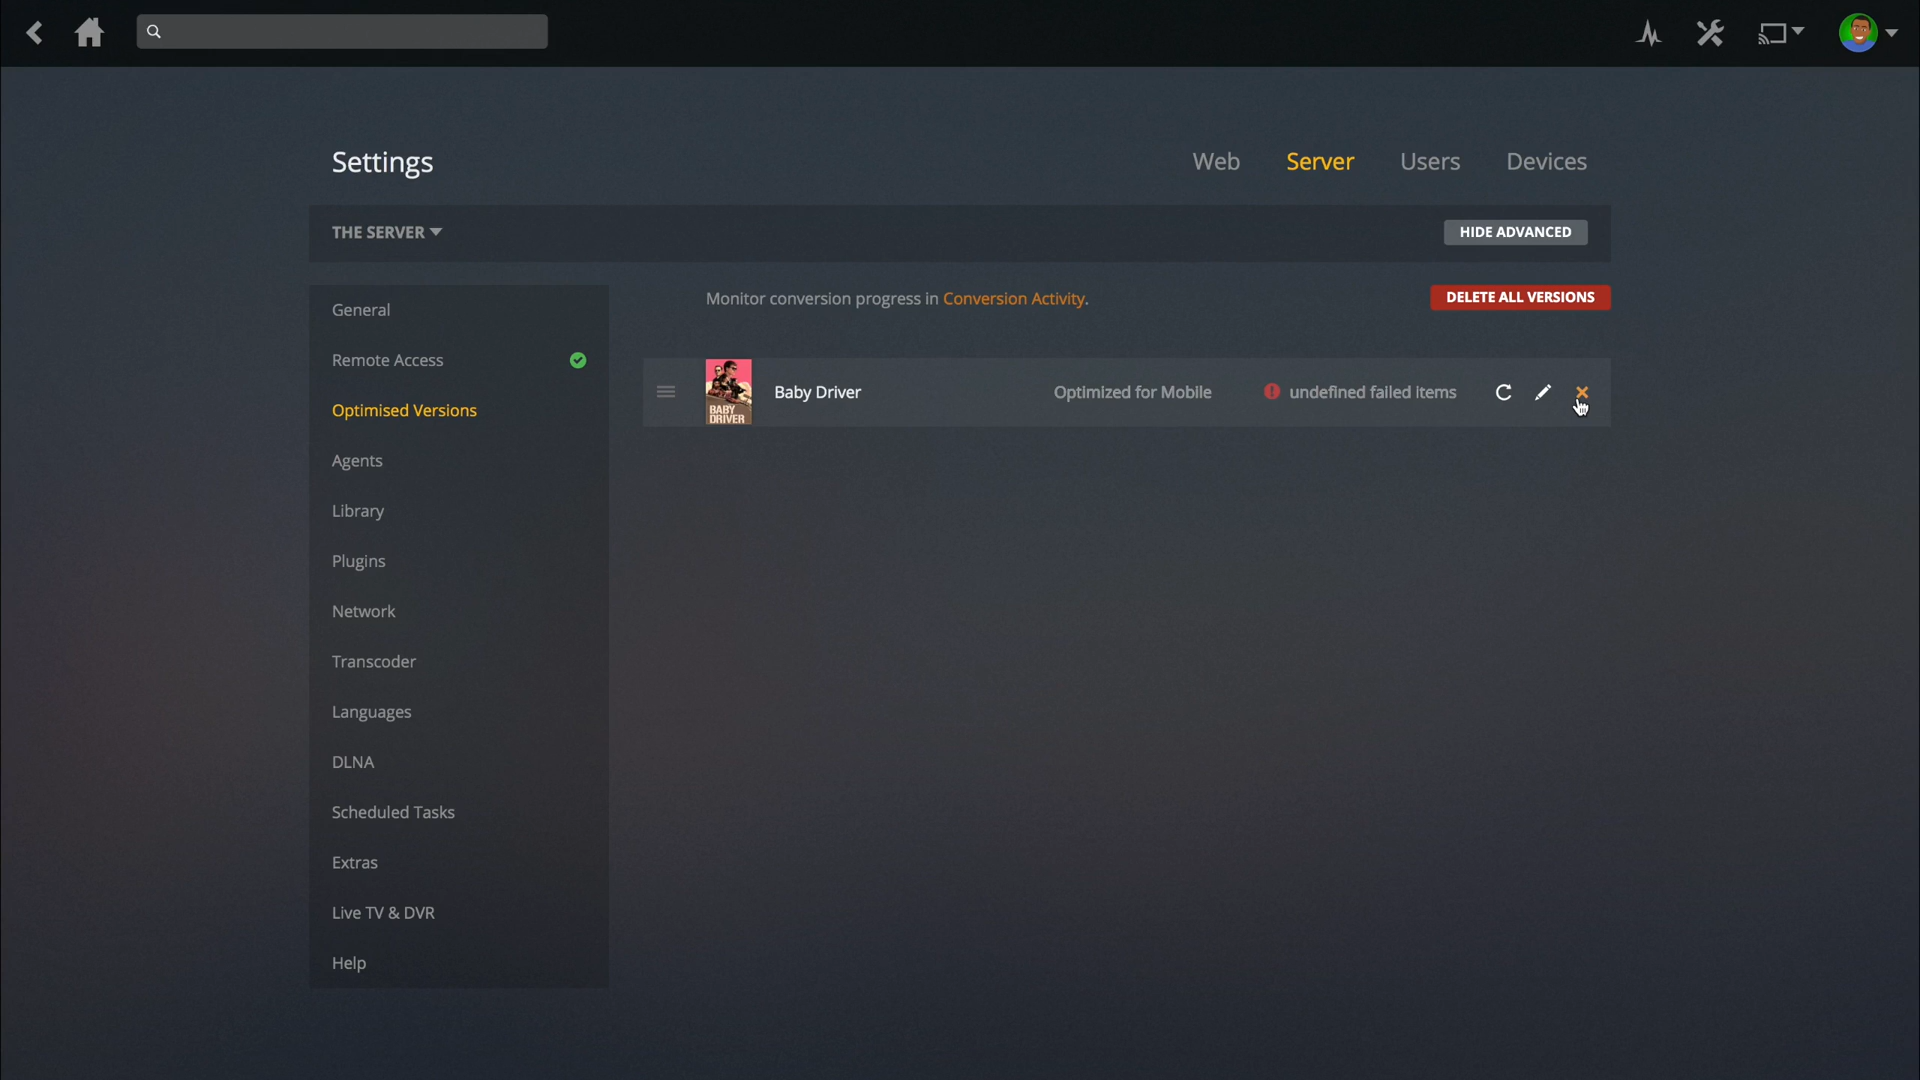 Settings
Web Server Users Devices
THE SERVER
HIDE ADVANCED
General
Remote Access
Optimised Versions
Agents
Library
Plugins
Network
Transcoder
Languages
DLNA
Scheduled Tasks
Extras
Live TV & DVR
Help
Monitor conversion progress in Conversion Activity.
DELETE ALL VERSIONS
BABY
DRIVER
Baby Driver Optimized for Mobile undefined failed items